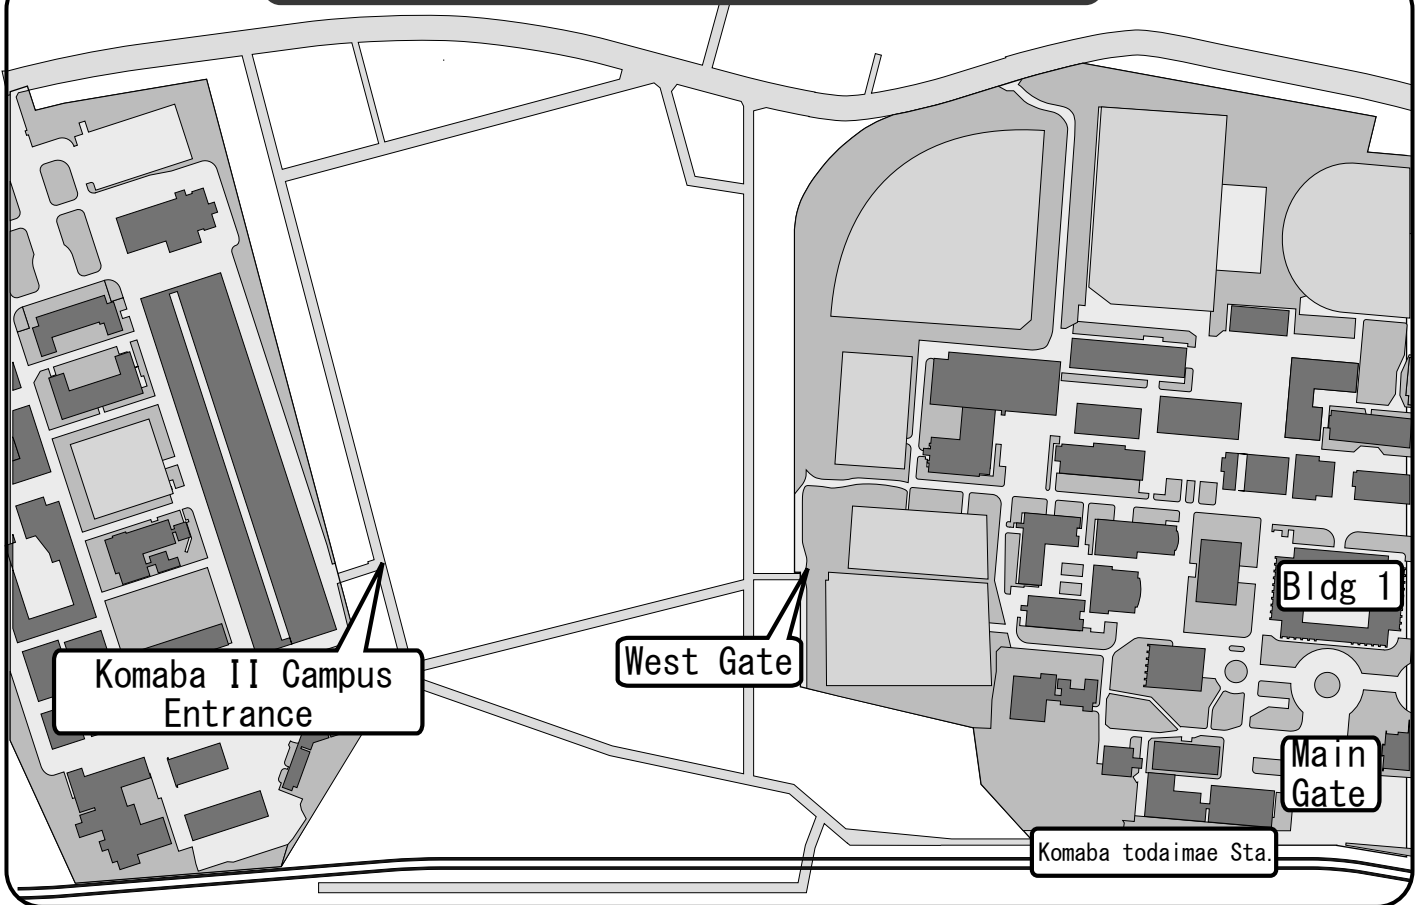 Bldg 1
West Gate
Komaba II Campus
Entrance
Main
Gate
Komaba todaimae Sta.